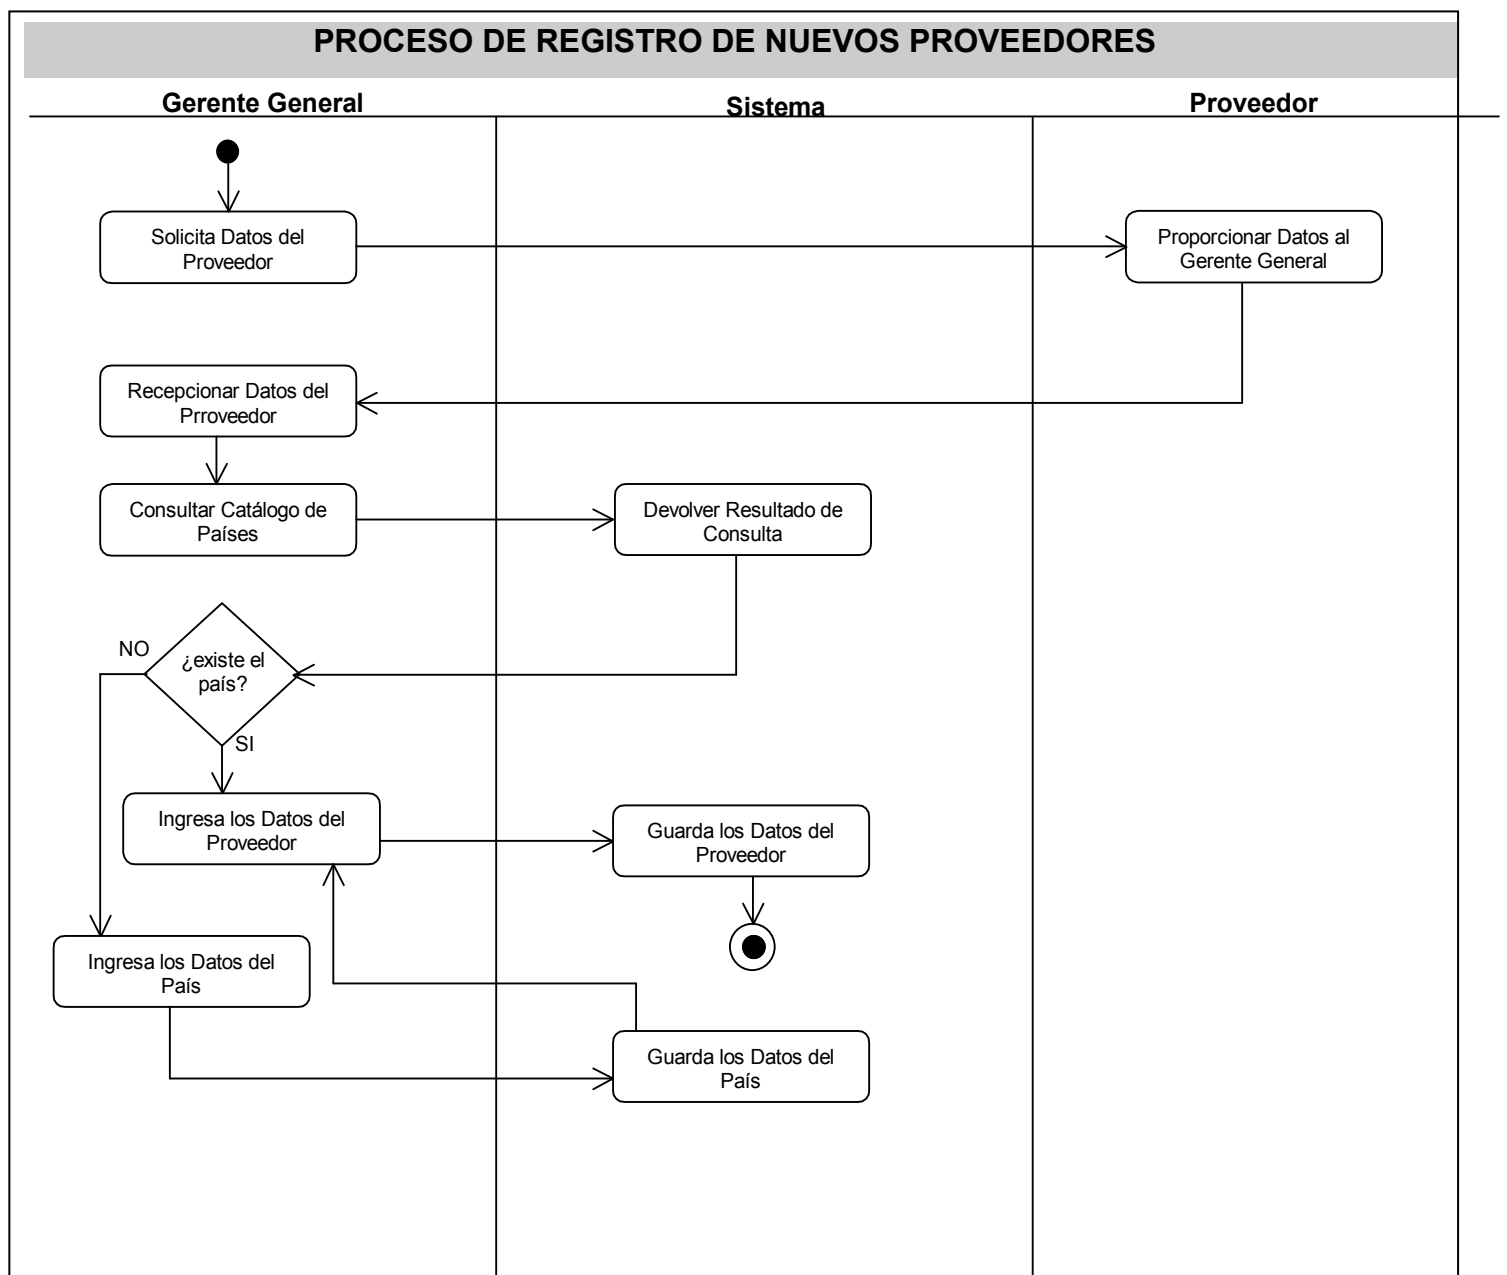 PROCESO DE REGISTRO DE NUEVOS PROVEEDORES
Gerente General
Sistema
Proveedor
Solicita Datos del
Proveedor
Proporcionar Datos al
Gerente General
Recepcionar Datos del
Prroveedor
Consultar Catálogo de
Países
Devolver Resultado de
Consulta
NO
¿existe el
país?
SI
Ingresa los Datos del
Proveedor
Guarda los Datos del
Proveedor
Ingresa los Datos del
País
Guarda los Datos del
País